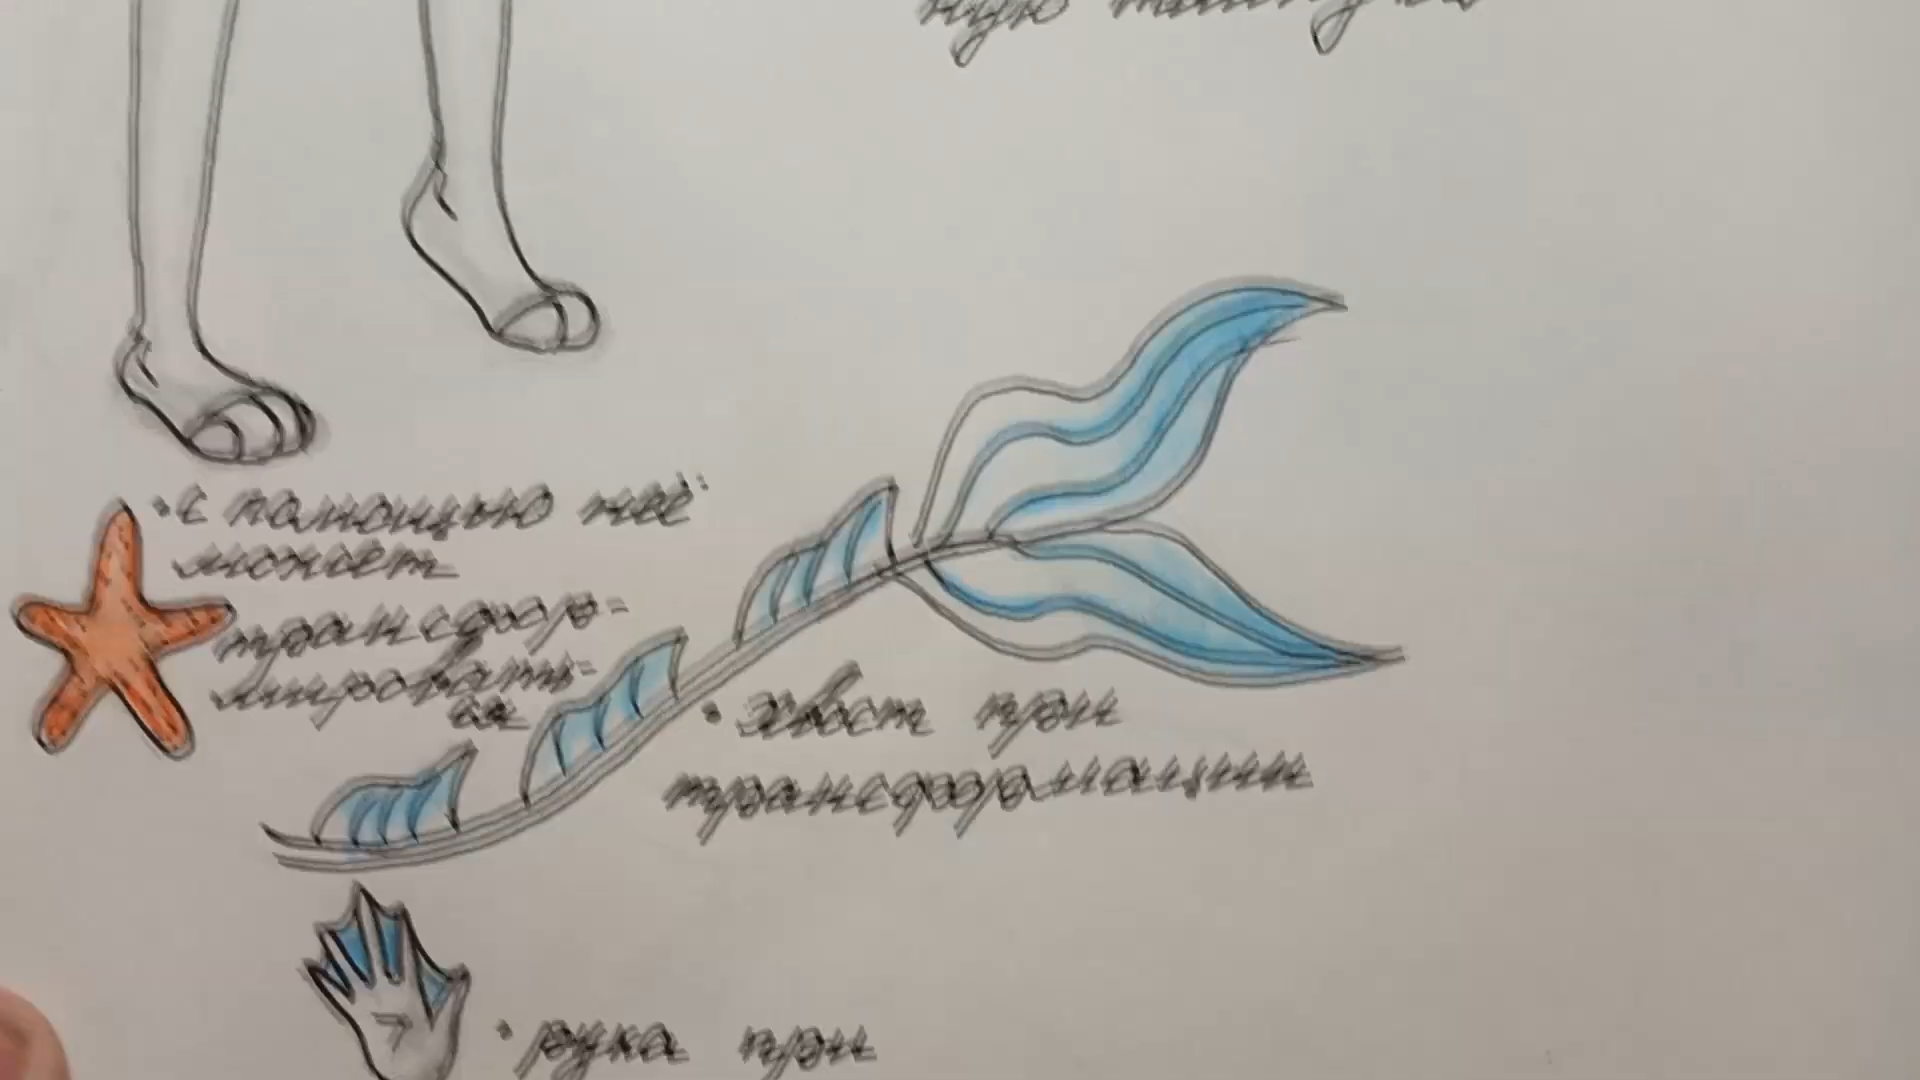 • с помощью неё
может
трансфор-
мировать-
ся
• хвост при
трансформации
• рука при